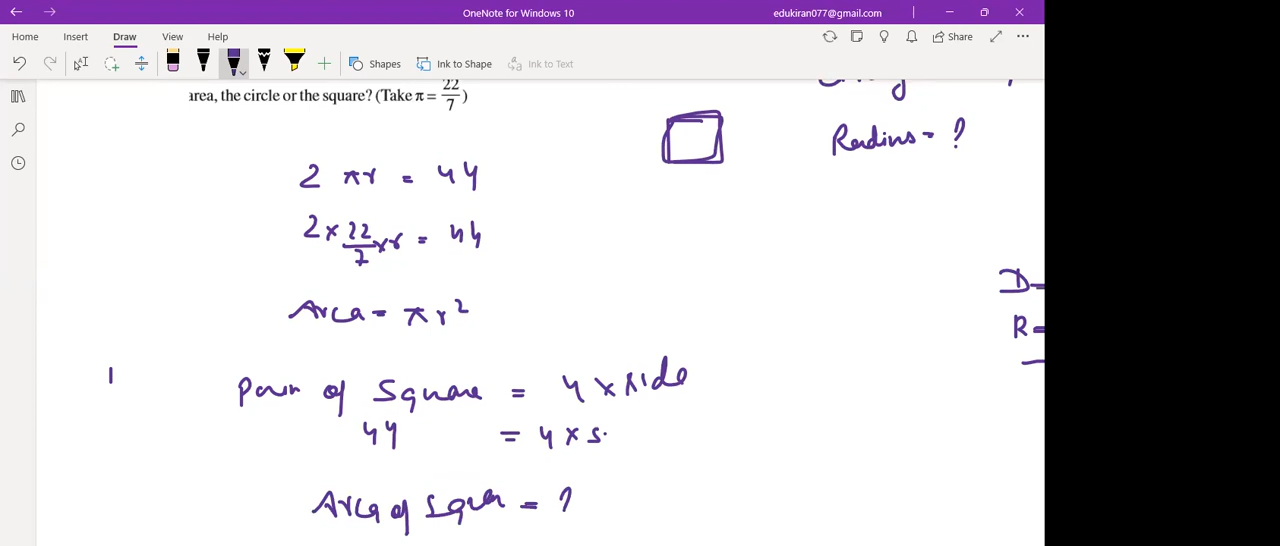 OneNote for Windows 10
edukiran077@gmail.com
Home Insert Draw View Help
Share
Shapes Ink to Shape Ink to Text
area, the circle or the square? (Take π = 22/7)
Radius = ?
2 πr = 44
2 × 22/7 × r = 44
D=
R=
Area = πr²
1
of Square = 4 × side
44 = 4 × s
Area of = ?